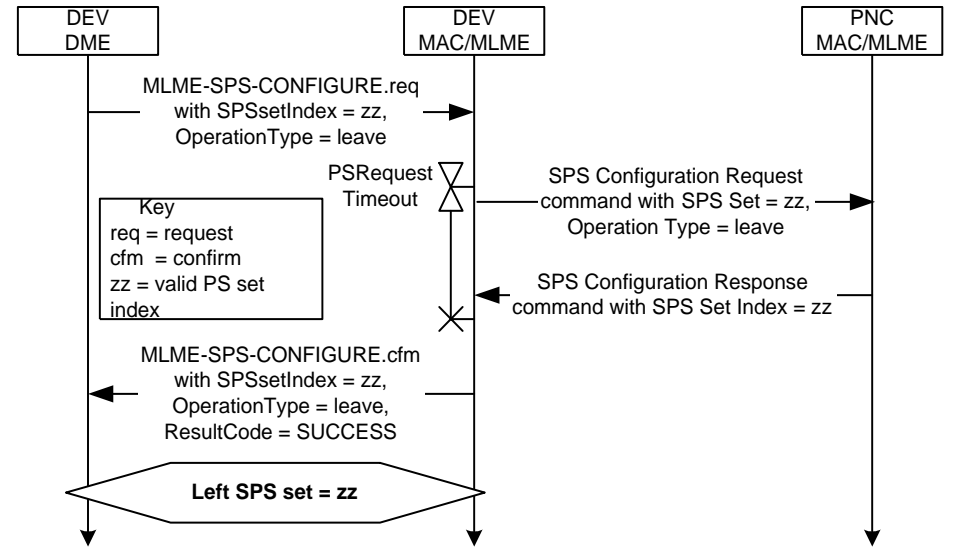 DEV
DME
DEV
MAC/MLME
PNC
MAC/MLME
MLME-SPS-CONFIGURE.req
with SPSsetIndex = zz,
OperationType = leave
PSRequest
Timeout
SPS Configuration Request
command with SPS Set = zz,
Operation Type = leave
Key
req = request
cfm = confirm
zz = valid PS set
index
SPS Configuration Response
command with SPS Set Index = zz
MLME-SPS-CONFIGURE.cfm
with SPSsetIndex = zz,
OperationType = leave,
ResultCode = SUCCESS
Left SPS set = zz